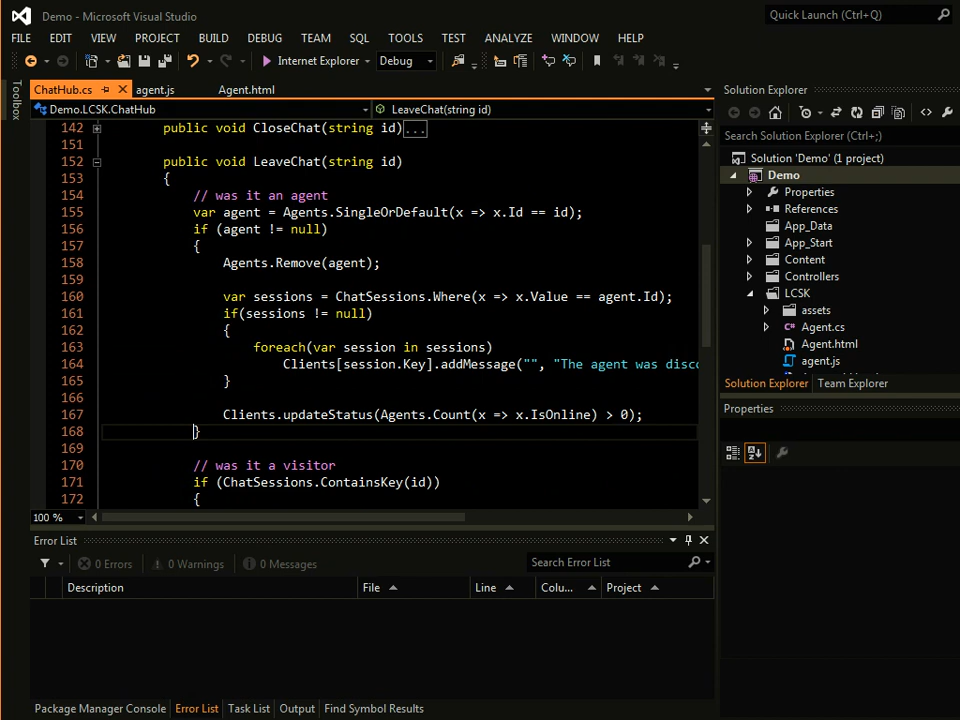 Demo - Microsoft Visual Studio
Quick Launch (Ctrl+Q)
FILE EDIT VIEW PROJECT BUILD DEBUG TEAM SQL TOOLS TEST ANALYZE WINDOW HELP
Internet Explorer Debug
Toolbox
ChatHub.cs agent.js Agent.html
Demo.LCSK.ChatHub LeaveChat(string id)
142 public void CloseChat(string id)...
151
152 public void LeaveChat(string id)
153 {
154 // was it an agent
155 var agent = Agents.SingleOrDefault(x => x.Id == id);
156 if (agent != null)
157 {
158 Agents.Remove(agent);
159
160 var sessions = ChatSessions.Where(x => x.Value == agent.Id);
161 if(sessions != null)
162 {
163 foreach(var session in sessions)
164 Clients[session.Key].addMessage("", "The agent was disco
165 }
166
167 Clients.updateStatus(Agents.Count(x => x.IsOnline) > 0);
168 }
169
170 // was it a visitor
171 if (ChatSessions.ContainsKey(id))
172 {
100 %
Error List
0 Errors 0 Warnings 0 Messages Search Error List
Description File Line Colu... Project
Package Manager Console Error List Task List Output Find Symbol Results
Solution Explorer
Search Solution Explorer (Ctrl+;)
Solution 'Demo' (1 project)
Demo
Properties
References
App_Data
App_Start
Content
Controllers
LCSK
assets
Agent.cs
Agent.html
agent.js
Solution Explorer Team Explorer
Properties